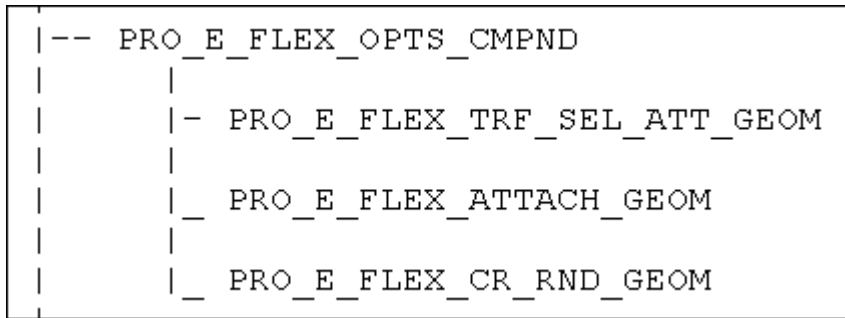 |-- PRO_E_FLEX_OPTS_CMPND
|- PRO_E_FLEX_TRF_SEL_ATT_GEOM
|_ PRO_E_FLEX_ATTACH_GEOM
|_ PRO_E_FLEX_CR_RND_GEOM